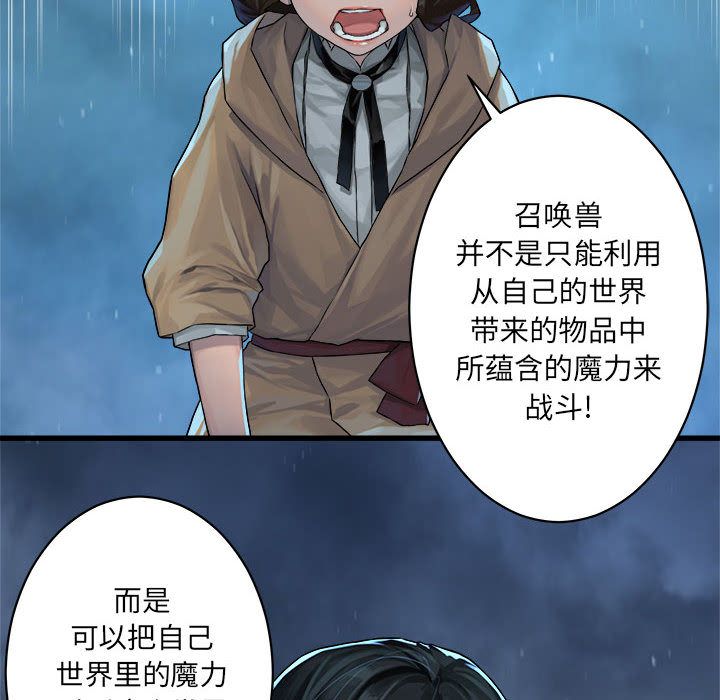 召唤兽
并不是只能利用
从自己的世界
带来的物品中
所蕴含的魔力来
战斗!
而是
可以把自己
世界里的魔力